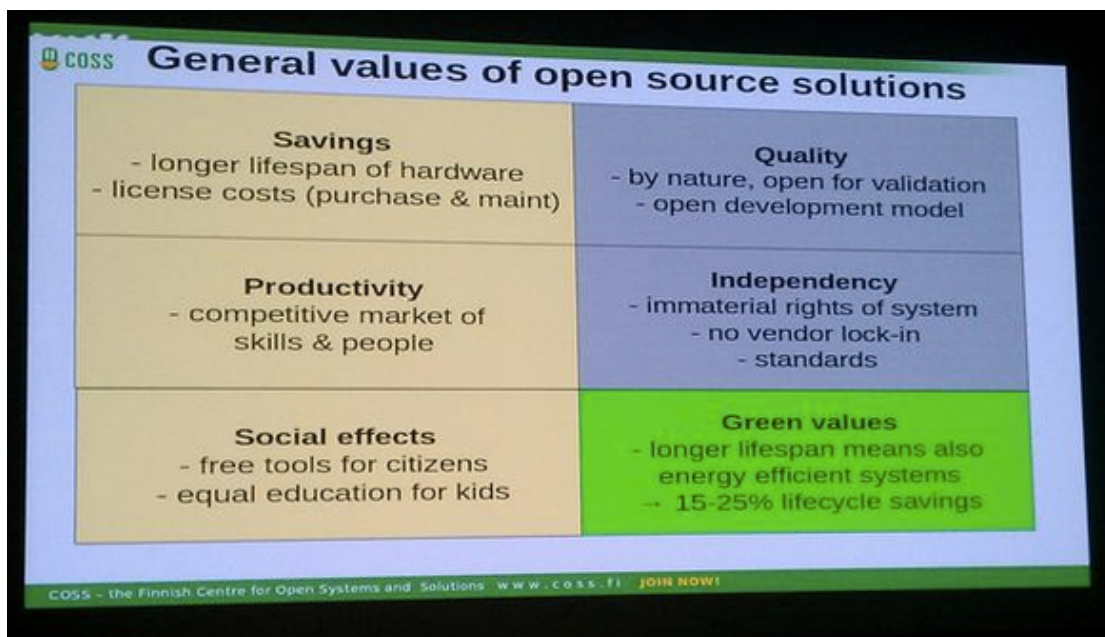 COSS
General values of open source solutions
Savings
- longer lifespan of hardware
- license costs (purchase & maint)
Quality
- by nature, open for validation
- open development model
Productivity
- competitive market of
skills & people
Independency
- immaterial rights of system
- no vendor lock-in
- standards
Social effects
- free tools for citizens
- equal education for kids
Green values
- longer lifespan means also
energy efficient systems
→ 15-25% lifecycle savings
COSS – the Finnish Centre for Open Systems and Solutions www.coss.fi JOIN NOW!